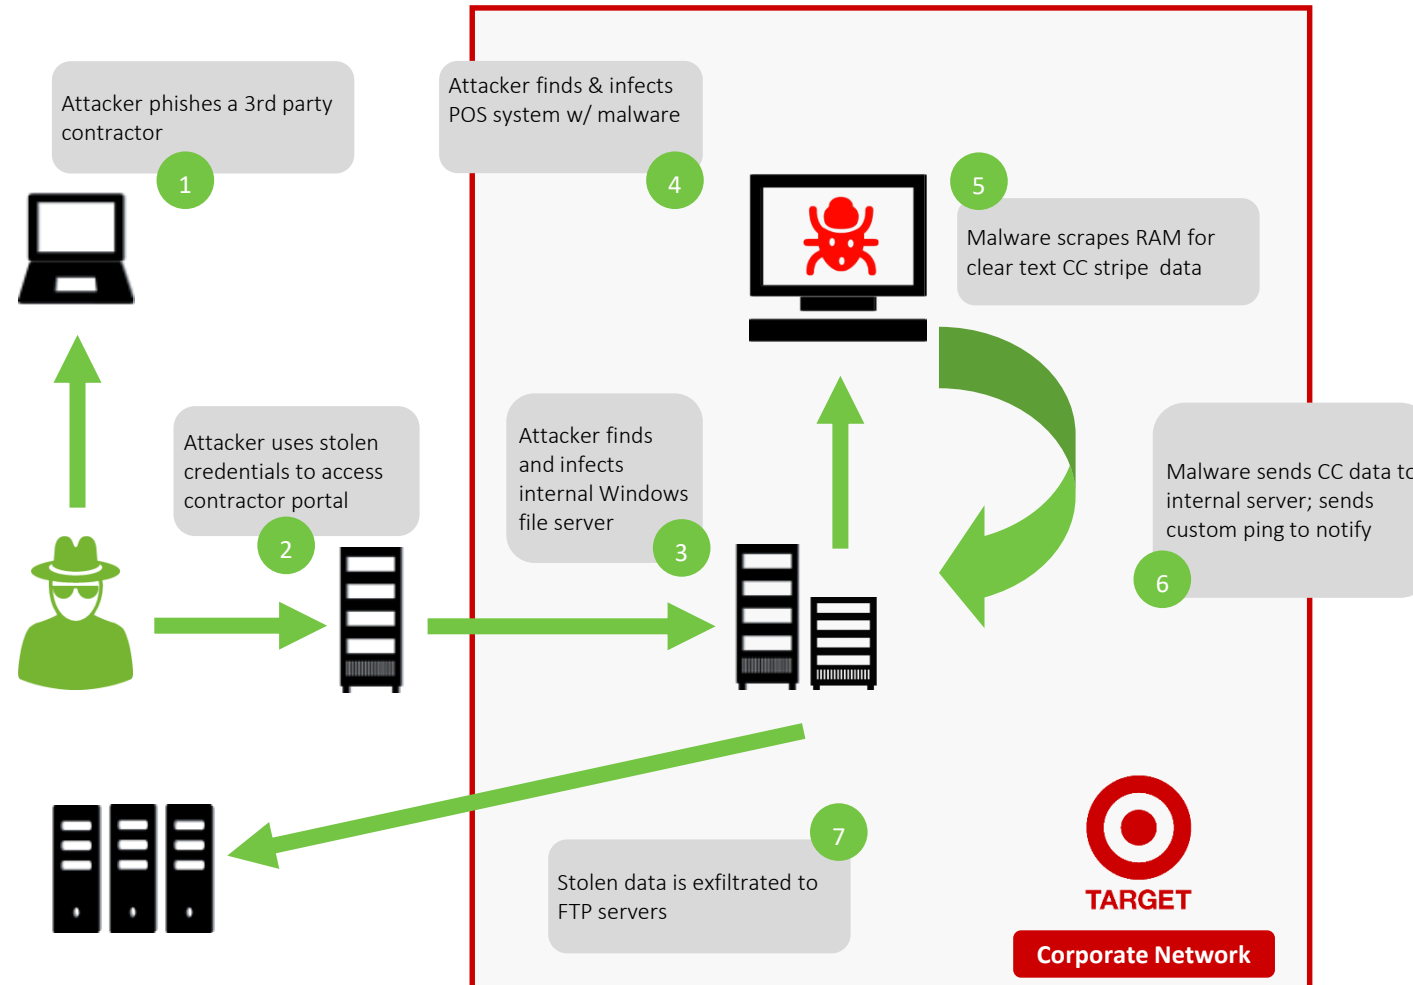 Attacker phishes a 3rd party
contractor
1
Attacker uses stolen
credentials to access
contractor portal
2
Attacker finds
and infects
internal Windows
file server
3
Attacker finds & infects
POS system w/ malware
4
5
Malware scrapes RAM for
clear text CC stripe data
Malware sends CC data to
internal server; sends
custom ping to notify
6
7
Stolen data is exfiltrated to
FTP servers
TARGET
Corporate Network